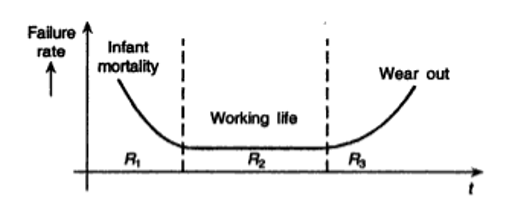 Failure
rate
Infant
mortality
Working life
Wear out
R₁
R₂
R₃
t